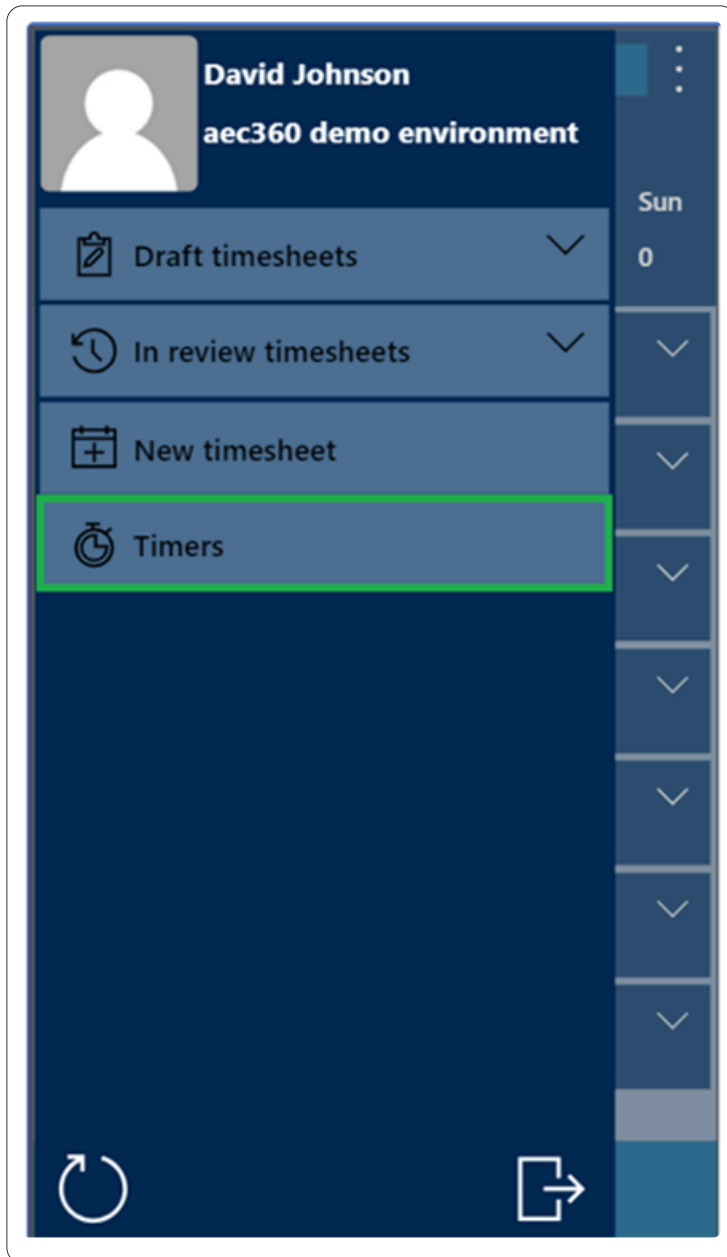 David Johnson
aec360 demo environment
Sun
0
Draft timesheets
In review timesheets
New timesheet
Timers